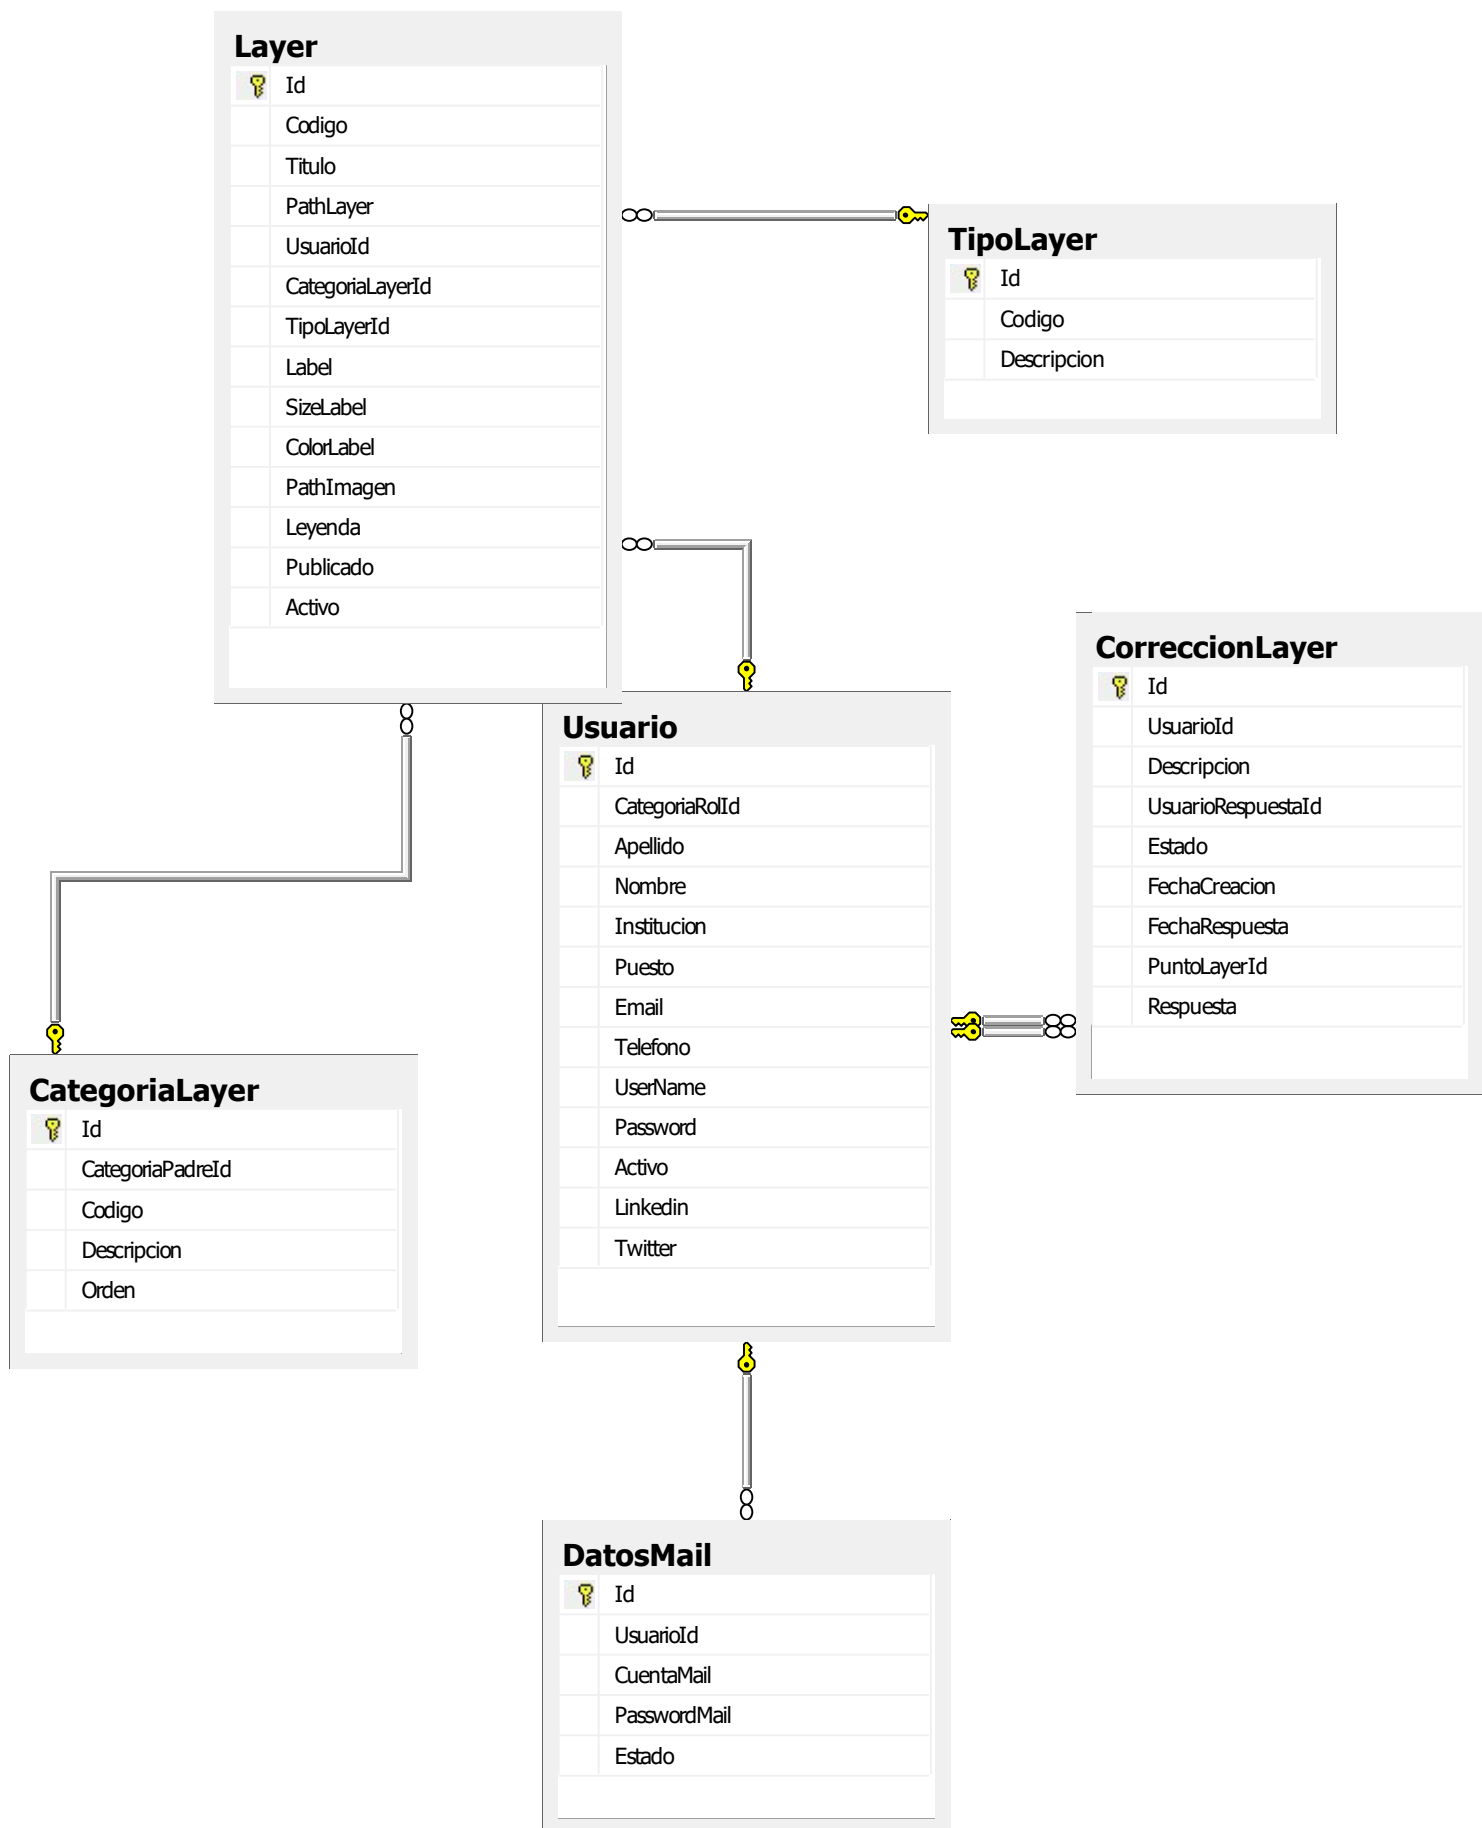 Layer
Id
Codigo
Titulo
PathLayer
UsuarioId
CategoriaLayerId
TipoLayerId
Label
SizeLabel
ColorLabel
PathImagen
Leyenda
Publicado
Activo
TipoLayer
Id
Codigo
Descripcion
CorreccionLayer
Id
UsuarioId
Descripcion
UsuarioRespuestaId
Estado
FechaCreacion
FechaRespuesta
PuntoLayerId
Respuesta
Usuario
Id
CategoriaRolId
Apellido
Nombre
Institucion
Puesto
Email
Telefono
UserName
Password
Activo
Linkedin
Twitter
CategoriaLayer
Id
CategoriaPadreId
Codigo
Descripcion
Orden
DatosMail
Id
UsuarioId
CuentaMail
PasswordMail
Estado